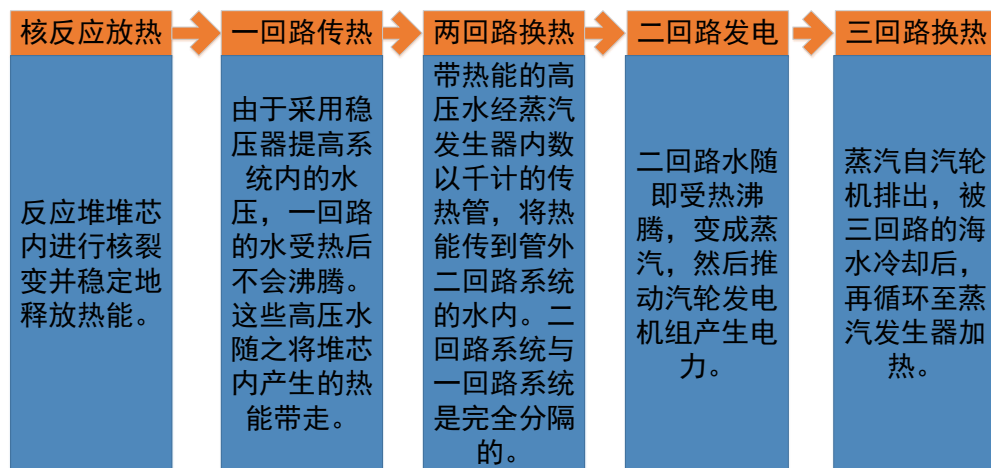 核反应放热
一回路传热
两回路换热
二回路发电
三回路换热
反应堆堆芯
内进行核裂
变并稳定地
释放热能。
由于采用稳
压器提高系
统内的水
压，一回路
的水受热后
不会沸腾。
这些高压水
随之将堆芯
内产生的热
能带走。
带热能的高
压水经蒸汽
发生器内数
以千计的传
热管，将热
能传到管外
二回路系统
的水内。二
回路系统与
一回路系统
是完全分隔
的。
二回路水随
即受热沸
腾，变成蒸
汽，然后推
动汽轮发电
机组产生电
力。
蒸汽自汽轮
机排出，被
三回路的海
水冷却后，
再循环至蒸
汽发生器加
热。